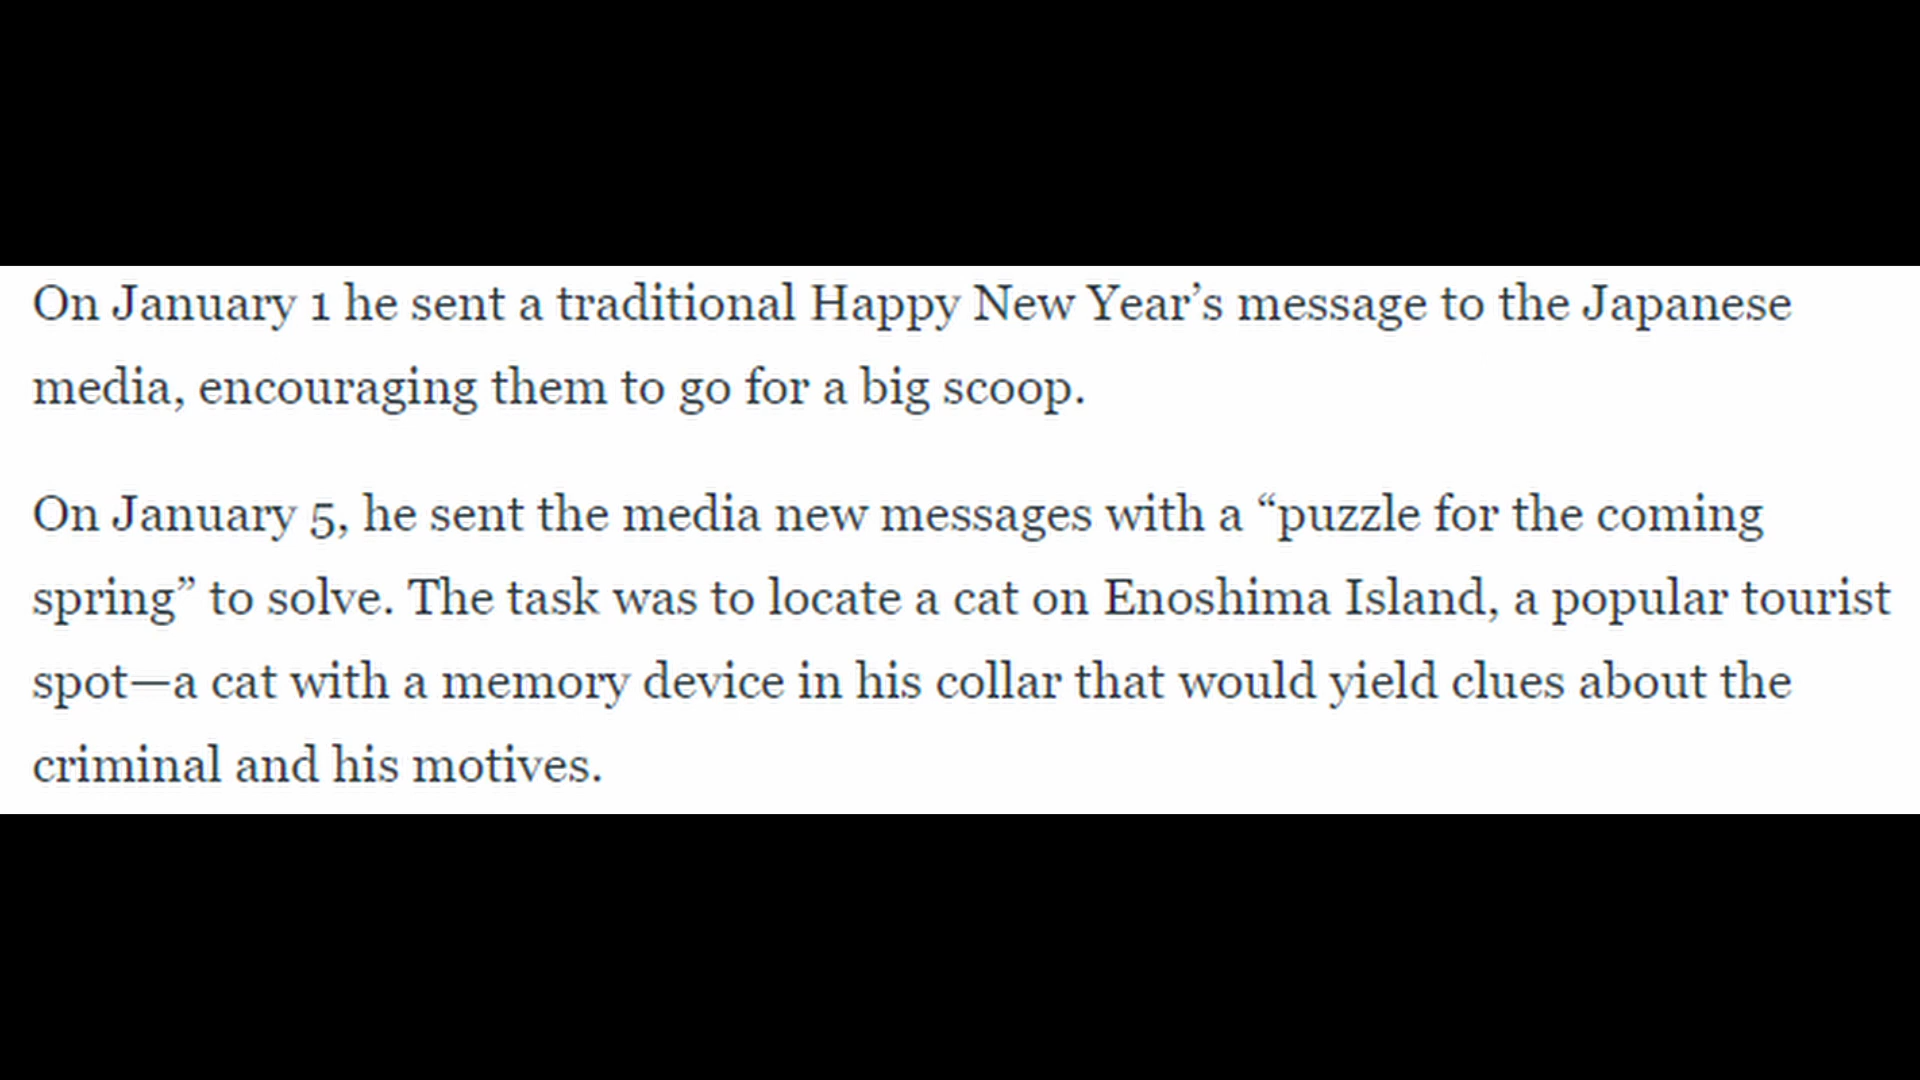 On January 1 he sent a traditional Happy New Year’s message to the Japanese
media, encouraging them to go for a big scoop.
On January 5, he sent the media new messages with a “puzzle for the coming
spring” to solve. The task was to locate a cat on Enoshima Island, a popular tourist
spot—a cat with a memory device in his collar that would yield clues about the
criminal and his motives.